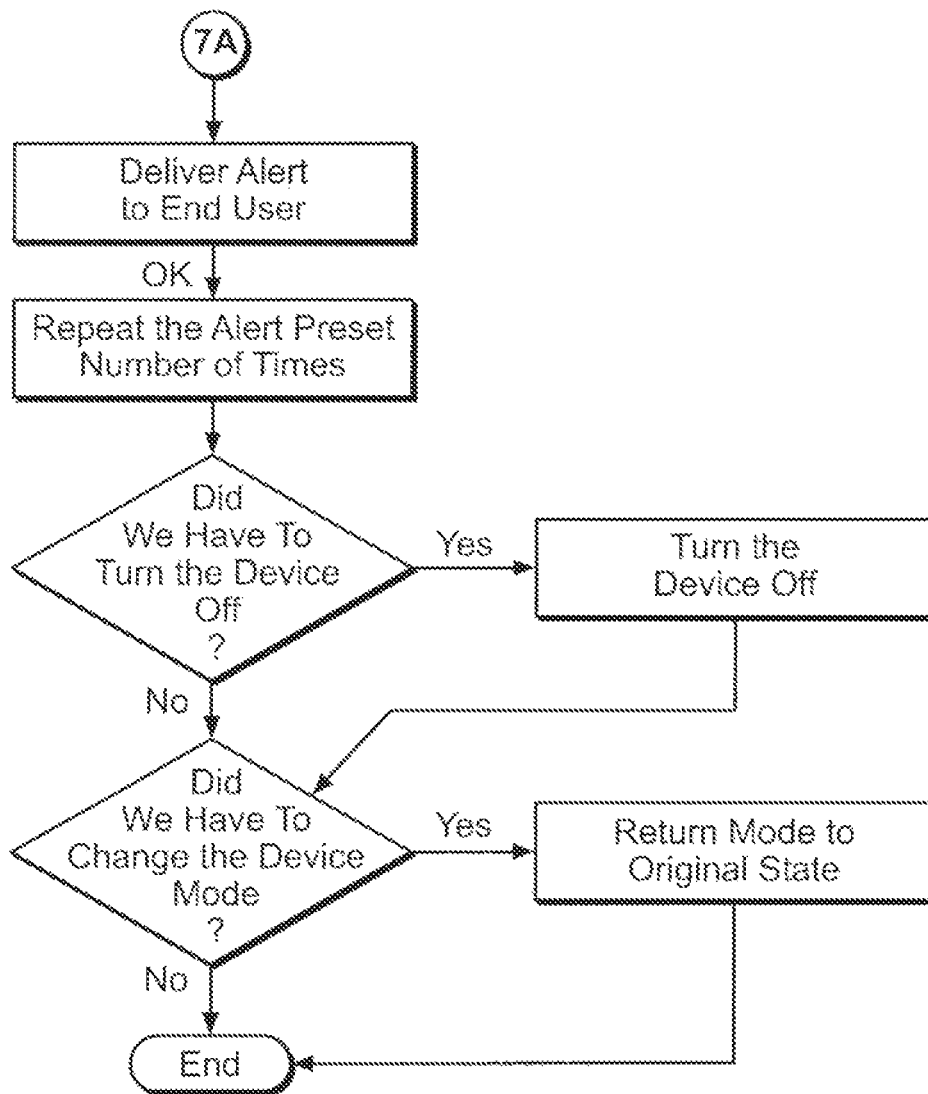 7A
Deliver Alert
to End User
OK
Repeat the Alert Preset
Number of Times
Did
We Have To
Turn the Device
Off
?
Yes
Turn the
Device Off
No
Did
We Have To
Change the Device
Mode
?
Yes
Return Mode to
Original State
No
End